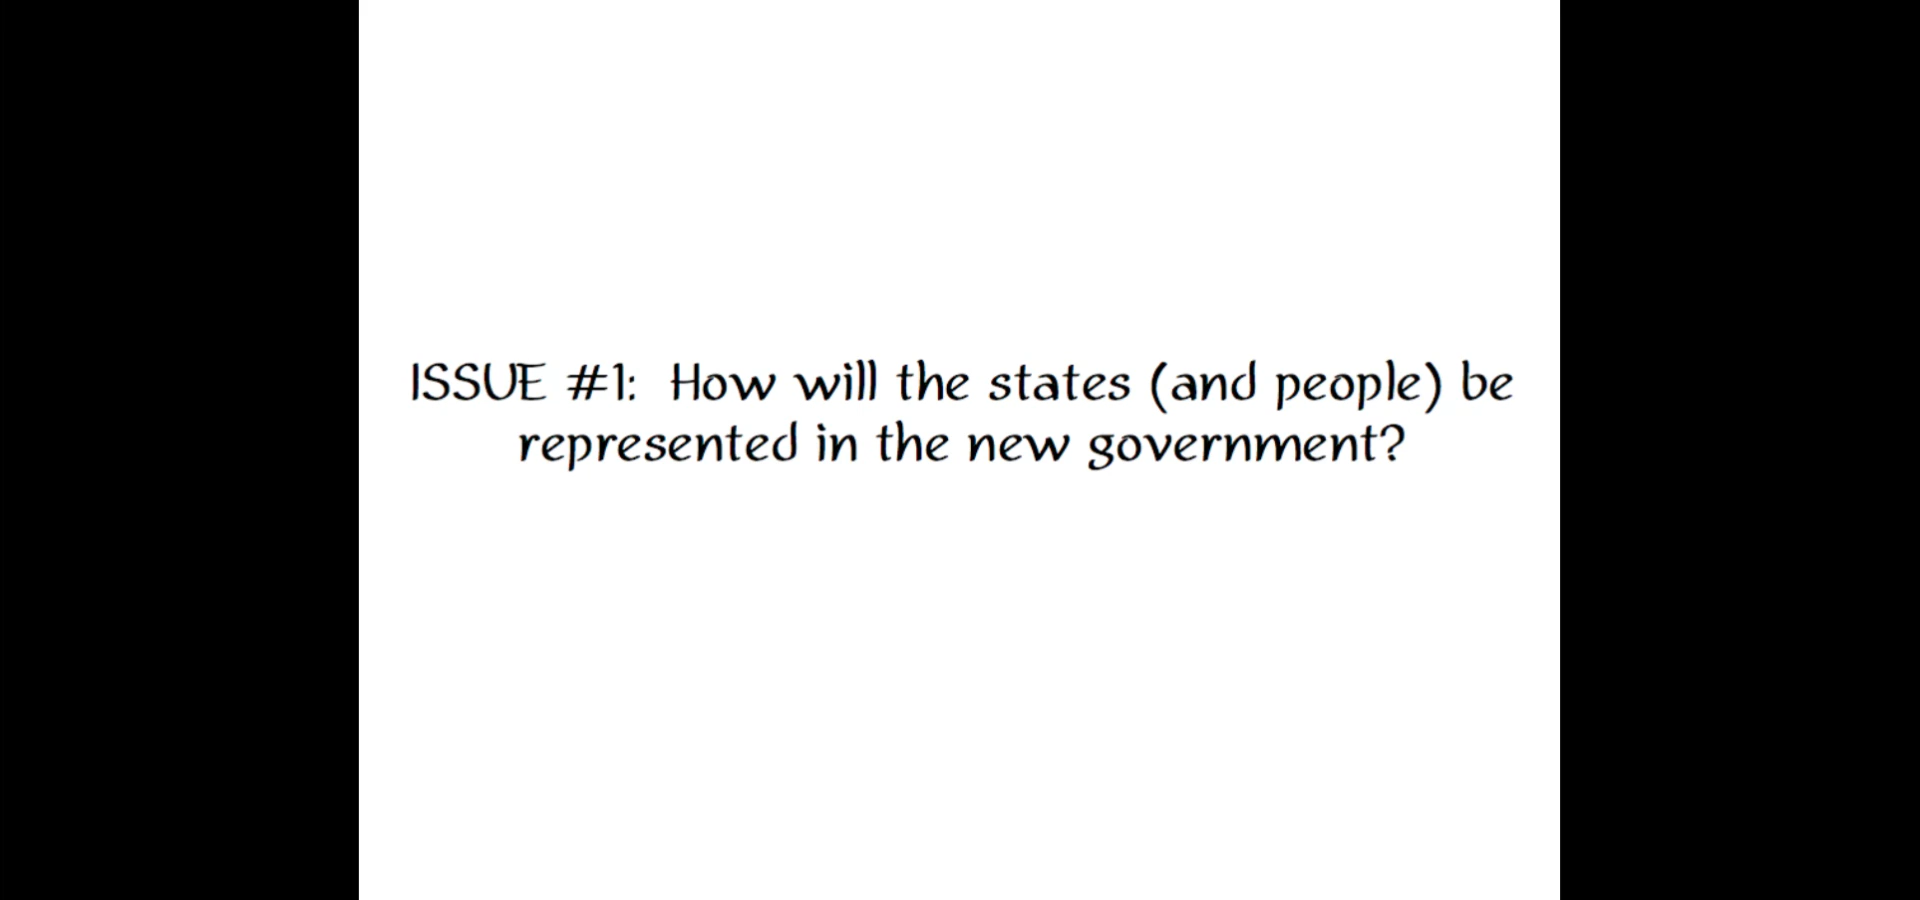 ISSUE #1:  How will the states (and people) be
represented in the new government?